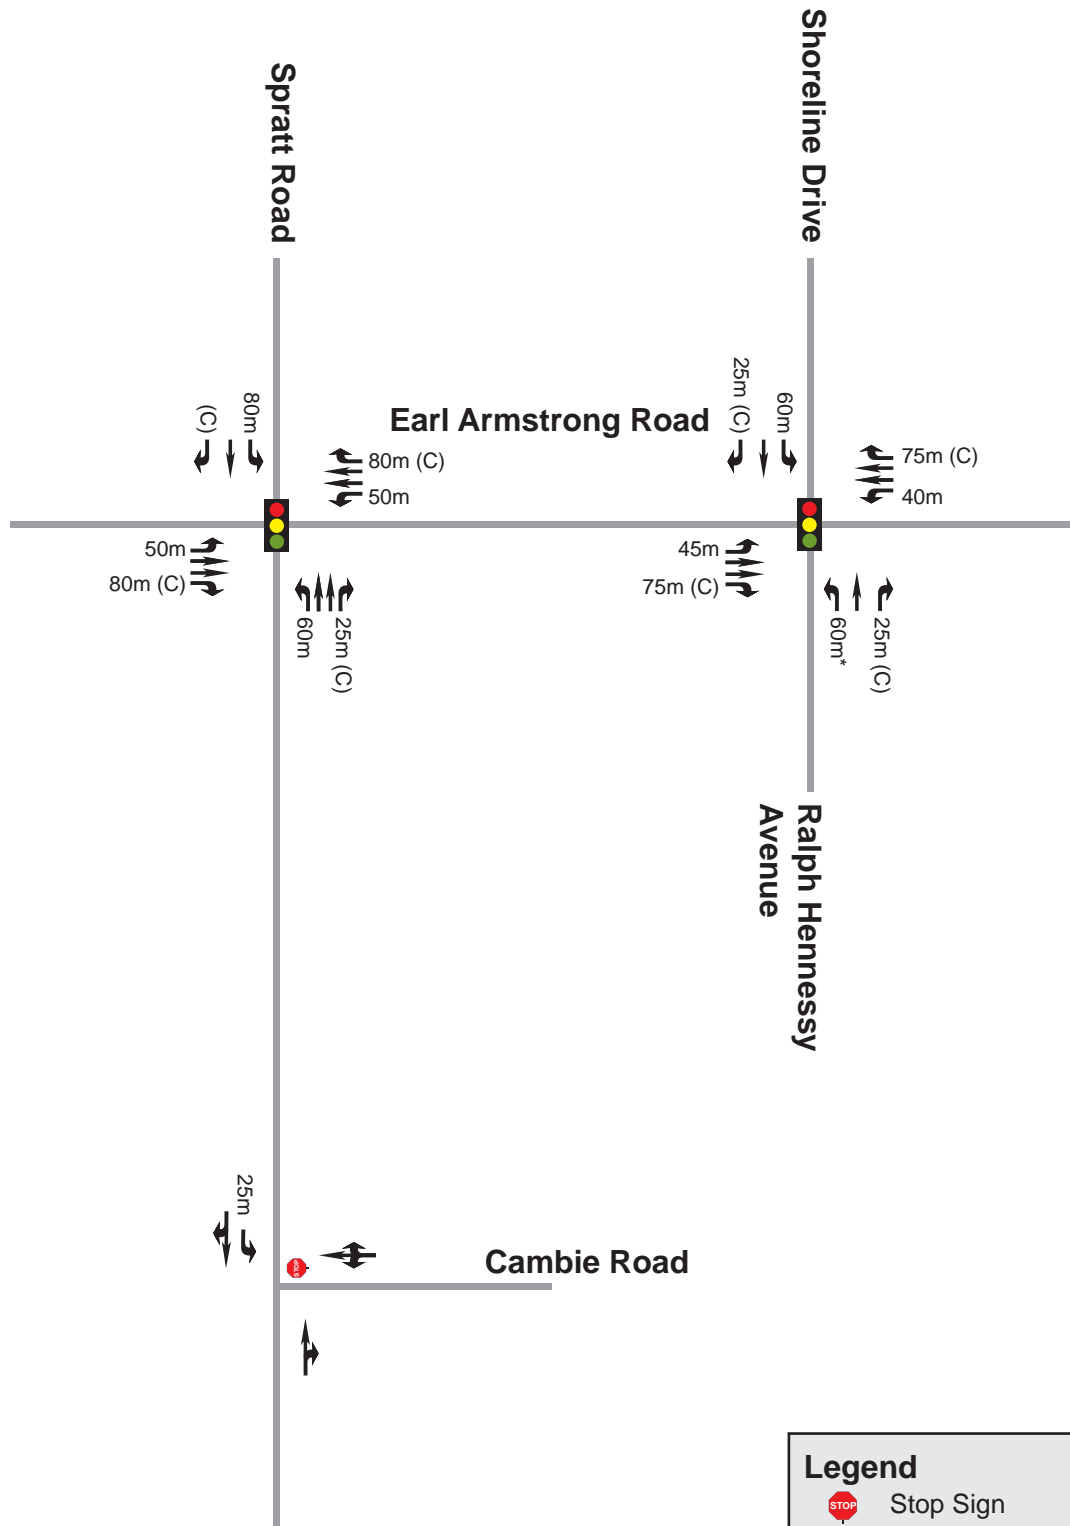 Spratt Road
Shoreline Drive
(C)
80m
Earl Armstrong Road
80m (C)
50m
25m (C)
60m
75m (C)
40m
50m
80m (C)
60m
25m (C)
45m
75m (C)
60m*
25m (C)
Ralph Hennessy
Avenue
25m
STOP
Cambie Road
Legend
STOP
Stop Sign